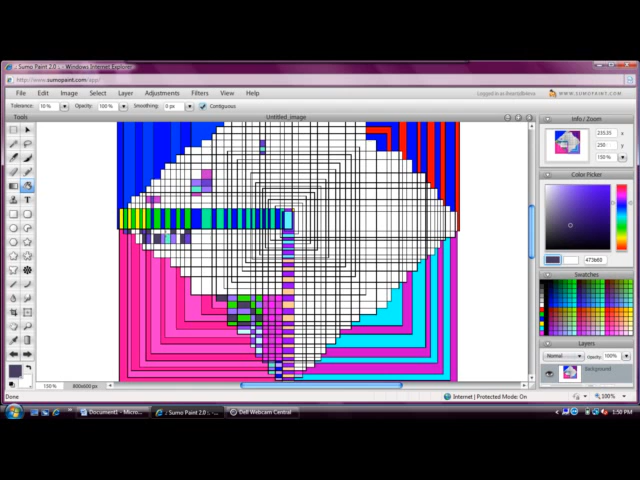 .: Sumo Paint 2.0 :. - Windows Internet Explorer
http://www.sumopaint.com/app/
File Edit Image Select Layer Adjustments Filters View Help
WWW.SUMOPAINT.COM
Tolerance: 10 % Opacity: 100 % Smoothing: 0 px Contiguous
Tools Untitled_image Info / Zoom
x
250 y
150 %
Color Picker
473b60
Swatches
Layers
Normal Opacity: 100%
Background
150 % 800x600 px
Done Internet | Protected Mode: On 100%
Document1 - Micro... .: Sumo Paint 2.0 :. -... Dell Webcam Central 1:50 PM